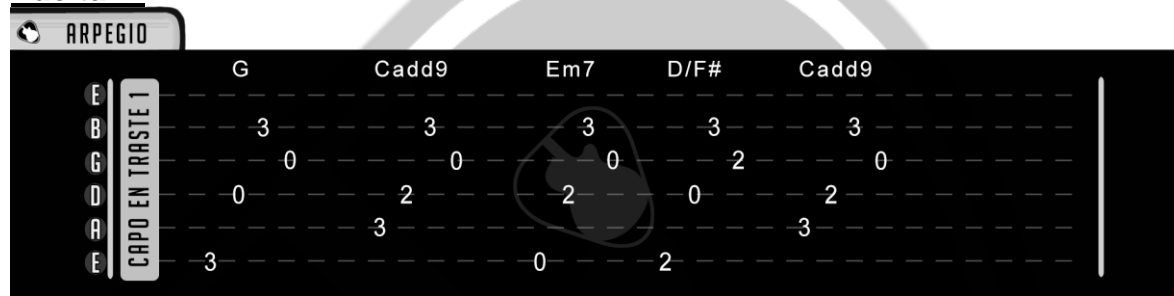 ARPEGIO
G Cadd9 Em7 D/F# Cadd9
CAPO EN TRASTE 1
E
B 3 3 3 3 3
G 0 0 0 2 0
D 0 2 2 0 2
A 3 3
E 3 0 2